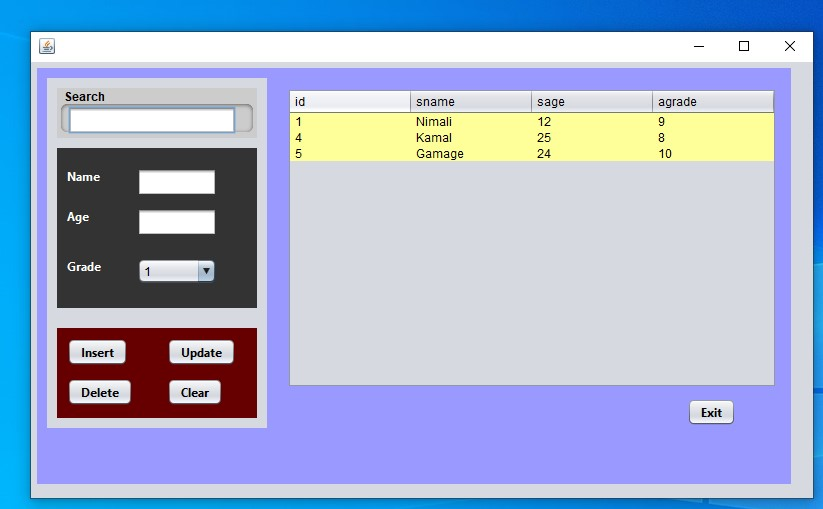 Search
Name
Age
Grade 1
Insert Update
Delete Clear
id sname sage agrade
1 Nimali 12 9
4 Kamal 25 8
5 Gamage 24 10
Exit